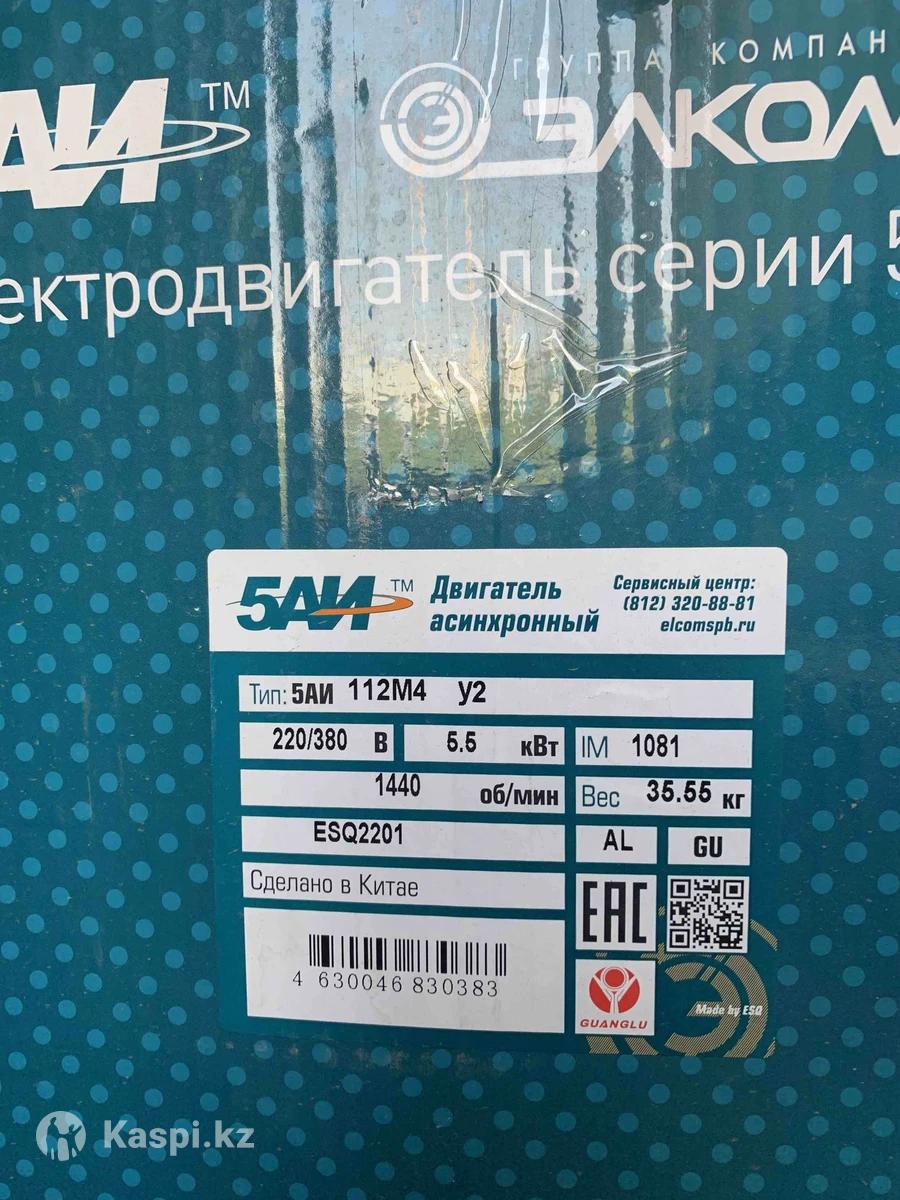 ГРУППА КОМПАН
АИ™ ЭЛКОМ
ектродвигатель серии 5
5АИ™ Двигатель асинхронный
Сервисный центр:
(812) 320-88-81
elcomspb.ru
Тип: 5АИ 112M4 У2
220/380 В 5.5 кВт IM 1081
1440 об/мин Вес 35.55 кг
ESQ2201 AL GU
Сделано в Китае
EAC
4 630046 830383
GUANGLU
Made by ESQ
Kaspi.kz